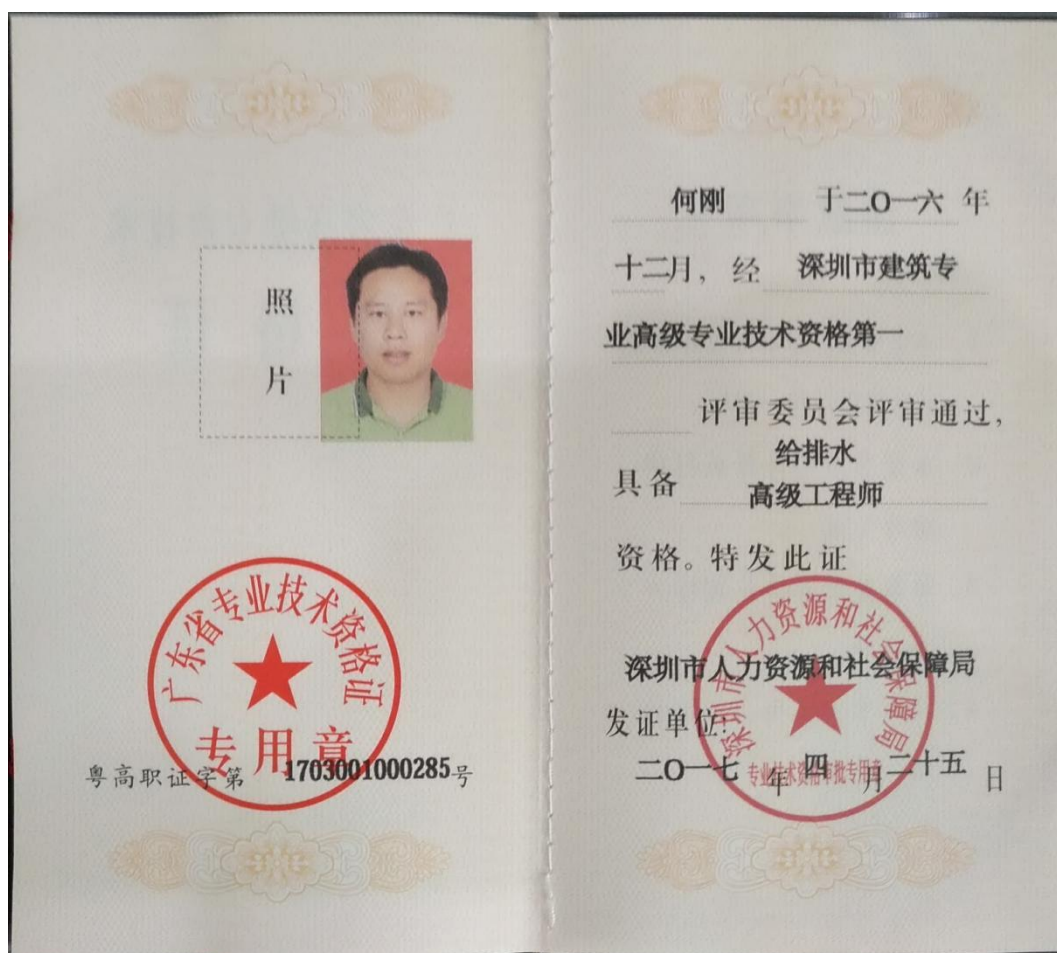 照
片
广东省专业技术资格证
专用章
粤高职证字第 1703001000285号
何刚 于二〇一六 年
十二月，经 深圳市建筑专
业高级专业技术资格第一
评审委员会评审通过，
给排水
具备 高级工程师
资格。特发此证
深圳市人力资源和社会保障局
深圳市人力资源和社会保障局
发证单位：
二〇一七 年 四 月 二十五 日
专业技术资格审批专用章